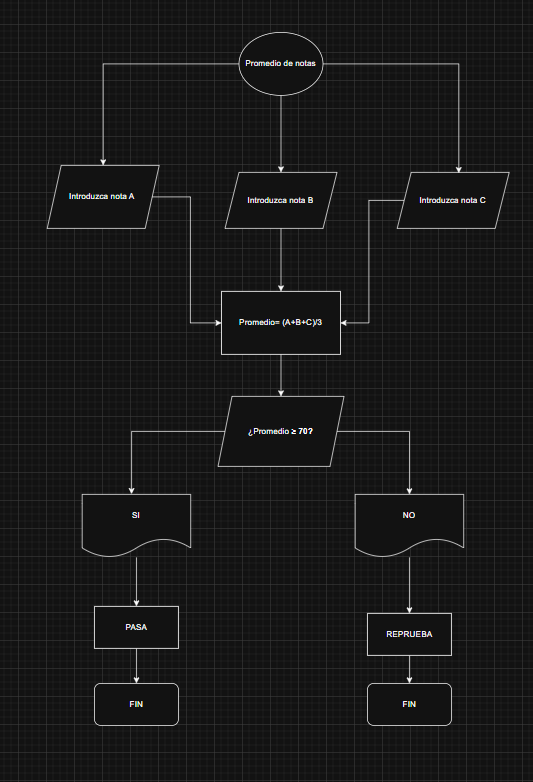 Promedio de notas
Introduzca nota A
Introduzca nota B
Introduzca nota C
Promedio= (A+B+C)/3
¿Promedio ≥ 70?
SI
NO
PASA
REPRUEBA
FIN
FIN